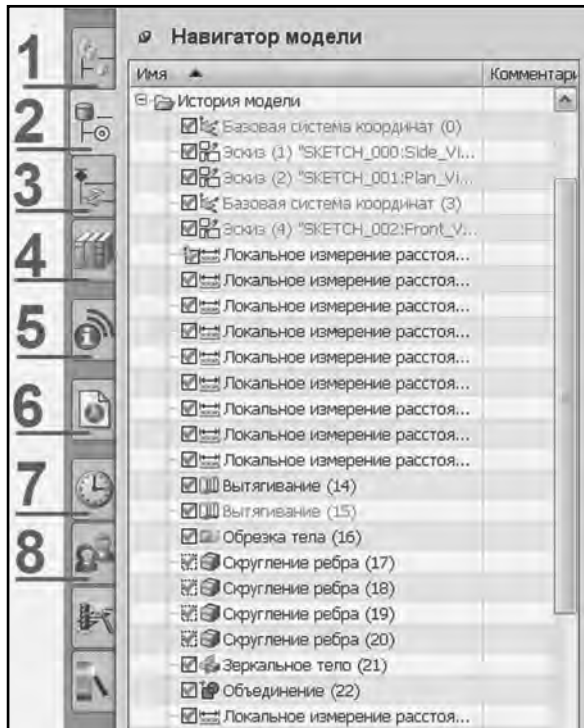 Навигатор модели
Имя Комментари
История модели
Базовая система координат (0)
Эскиз (1) "SKETCH_000:Side_Vi...
Эскиз (2) "SKETCH_001:Plan_Vi...
Базовая система координат (3)
Эскиз (4) "SKETCH_002:Front_V...
Локальное измерение расстоя...
Локальное измерение расстоя...
Локальное измерение расстоя...
Локальное измерение расстоя...
Локальное измерение расстоя...
Локальное измерение расстоя...
Локальное измерение расстоя...
Локальное измерение расстоя...
Локальное измерение расстоя...
Вытягивание (14)
Вытягивание (15)
Обрезка тела (16)
Скругление ребра (17)
Скругление ребра (18)
Скругление ребра (19)
Скругление ребра (20)
Зеркальное тело (21)
Объединение (22)
Локальное измерение расстоя...
1
2
3
4
5
6
7
8